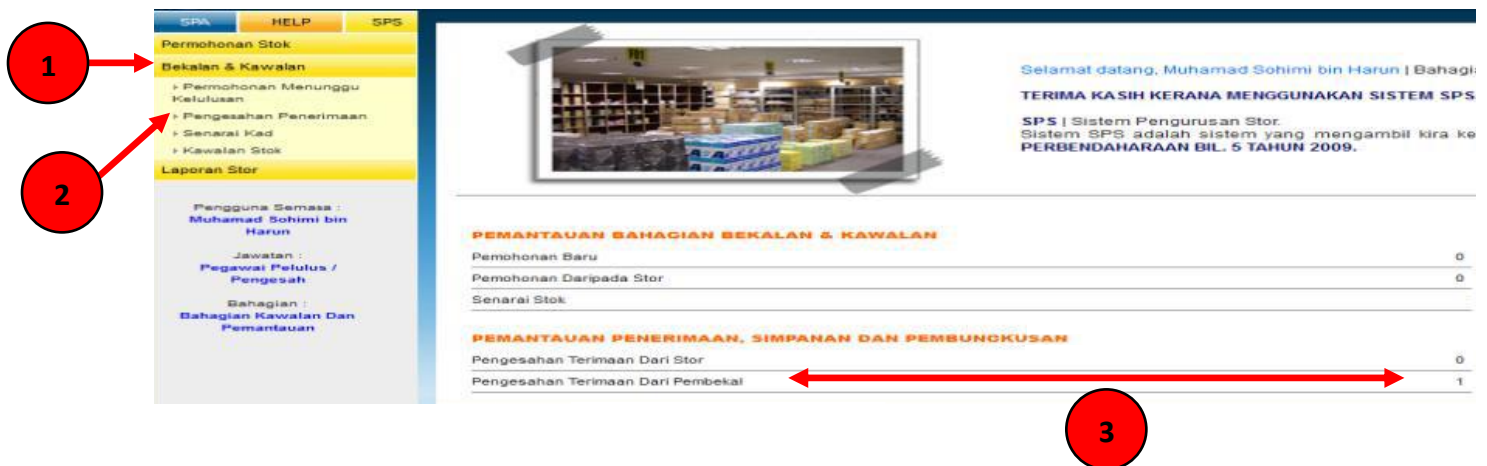 SPA HELP SPS
Permohonan Stok
1
Bekalan & Kawalan
› Permohonan Menunggu
Kelulusan
› Pengesahan Penerimaan
› Senarai Kad
› Kawalan Stok
2
Laporan Stor
Pengguna Semasa :
Muhamad Sohimi bin
Harun
Jawatan :
Pegawai Pelulus /
Pengesah
Bahagian :
Bahagian Kawalan Dan
Pemantauan
Selamat datang, Muhamad Sohimi bin Harun | Bahagi
TERIMA KASIH KERANA MENGGUNAKAN SISTEM SPS
SPS | Sistem Pengurusan Stor.
Sistem SPS adalah sistem yang mengambil kira ke
PERBENDAHARAAN BIL. 5 TAHUN 2009.
PEMANTAUAN BAHAGIAN BEKALAN & KAWALAN
Pemohonan Baru 0
Pemohonan Daripada Stor 0
Senarai Stok
PEMANTAUAN PENERIMAAN, SIMPANAN DAN PEMBUNGKUSAN
Pengesahan Terimaan Dari Stor 0
Pengesahan Terimaan Dari Pembekal 1
3